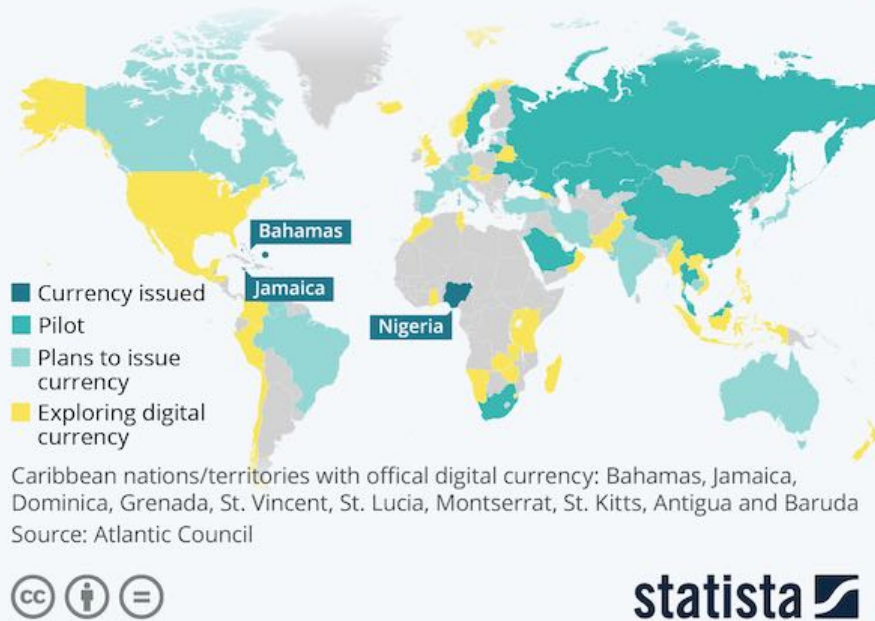 Bahamas
Jamaica
Nigeria
Currency issued
Pilot
Plans to issue
currency
Exploring digital
currency
Caribbean nations/territories with offical digital currency: Bahamas, Jamaica,
Dominica, Grenada, St. Vincent, St. Lucia, Montserrat, St. Kitts, Antigua and Baruda
Source: Atlantic Council
cc
statista